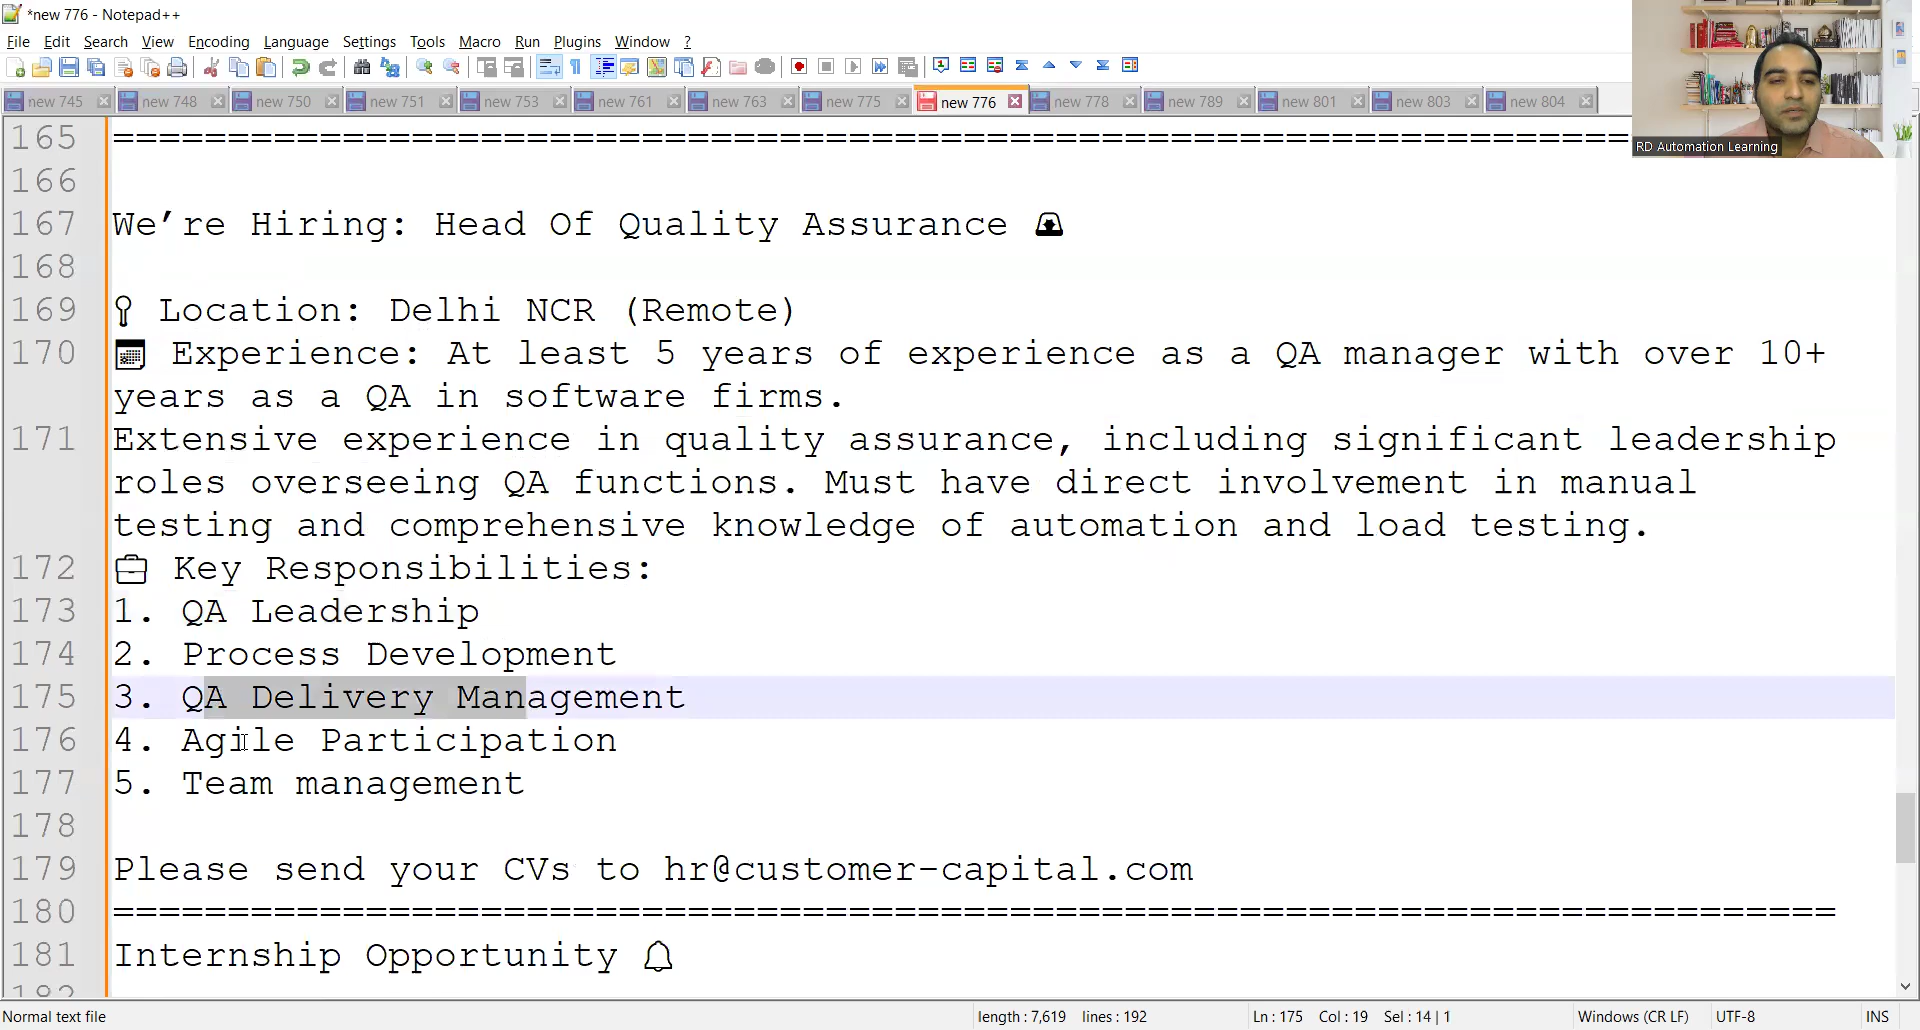 *new 776 - Notepad++
File Edit Search View Encoding Language Settings Tools Macro Run Plugins Window ?
new 745 new 748 new 750 new 751 new 753 new 761 new 763 new 775 new 776 new 778 new 789 new 801 new 803 new 804
RD Automation Learning
165 ===========================================================================
166
167 We’re Hiring: Head Of Quality Assurance
168
169 Location: Delhi NCR (Remote)
170 Experience: At least 5 years of experience as a QA manager with over 10+
years as a QA in software firms.
171 Extensive experience in quality assurance, including significant leadership
roles overseeing QA functions. Must have direct involvement in manual
testing and comprehensive knowledge of automation and load testing.
172 Key Responsibilities:
173 1. QA Leadership
174 2. Process Development
175 3. QA Delivery Management
176 4. Agile Participation
177 5. Team management
178
179 Please send your CVs to hr@customer-capital.com
180 ===========================================================================
181 Internship Opportunity
182
Normal text file length : 7,619 lines : 192 Ln : 175 Col : 19 Sel : 14 | 1 Windows (CR LF) UTF-8 INS